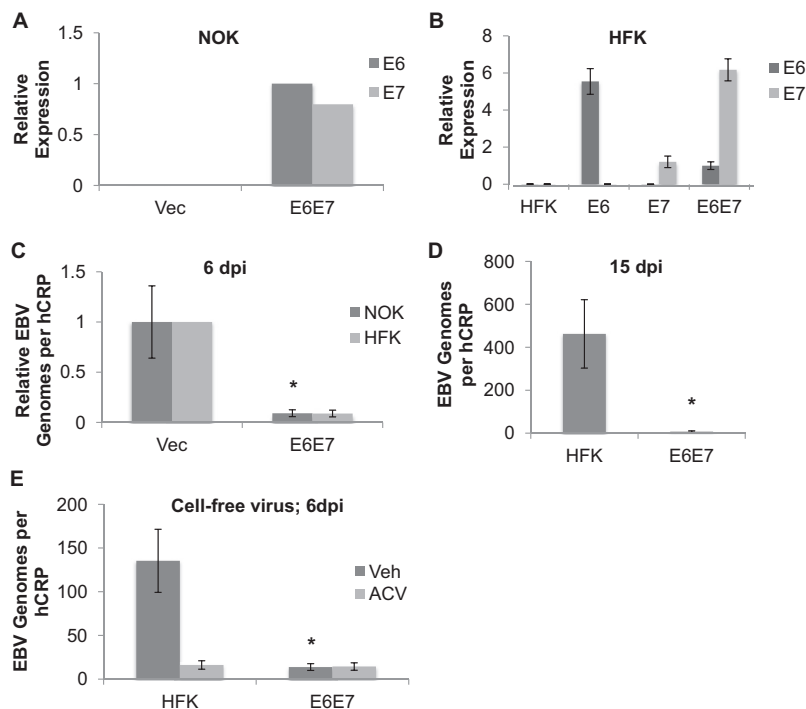 A
NOK
Relative
Expression
1.5
1
0.5
0
Vec
E6E7
E6
E7
B
HFK
Relative
Expression
8
6
4
2
0
HFK
E6
E7
E6E7
E6
E7
C
6 dpi
Relative EBV
Genomes per hCRP
1.5
1
0.5
0
*
Vec
E6E7
NOK
HFK
D
15 dpi
EBV Genomes
per hCRP
800
600
400
200
0
*
HFK
E6E7
E
Cell-free virus; 6dpi
EBV Genomes per
hCRP
200
150
100
50
0
*
HFK
E6E7
Veh
ACV